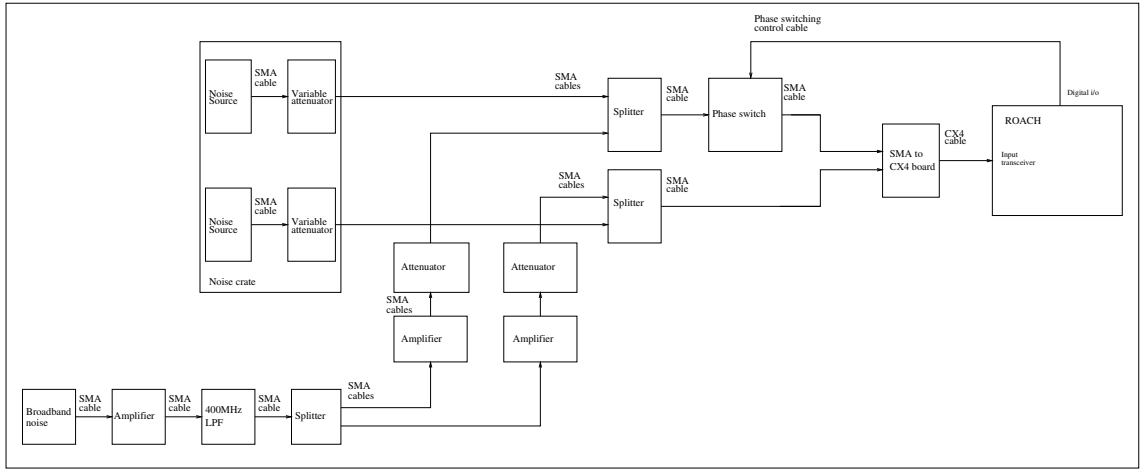 Phase switching
control cable
SMA
cable
SMA
cables
SMA
cable
SMA
cable
Noise
Source
Variable
attenuator
Splitter
Phase switch
Digital i/o
ROACH
Input
transceiver
SMA to
CX4 board
CX4
cable
SMA
cable
SMA
cables
SMA
cable
Noise
Source
Variable
attenuator
Splitter
Noise crate
Attenuator
Attenuator
SMA
cables
Amplifier
Amplifier
SMA
cables
Broadband
noise
SMA
cable
Amplifier
SMA
cable
400MHz
LPF
SMA
cable
Splitter